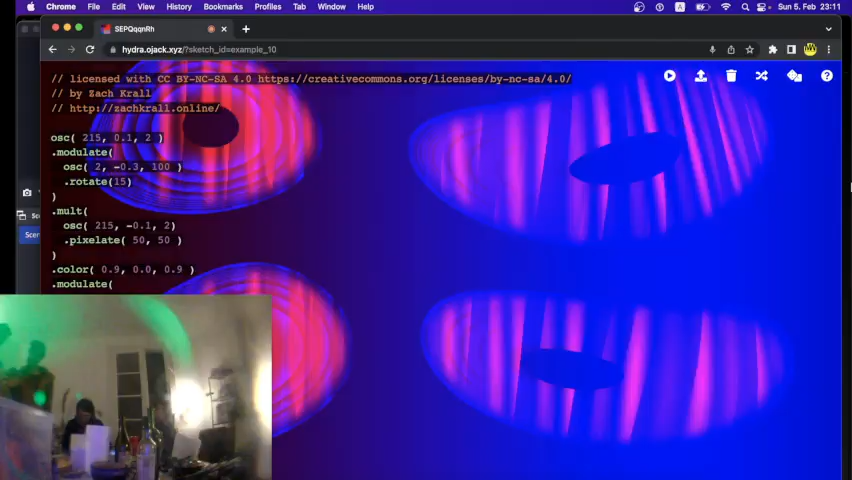 Chrome File Edit View History Bookmarks Profiles Tab Window Help
A
Sun 5. Feb 23:11
SEPQqqnRh
hydra.ojack.xyz/?sketch_id=example_10
// licensed with CC BY-NC-SA 4.0 https://creativecommons.org/licenses/by-nc-sa/4.0/
// by Zach Krall
// http://zachkrall.online/
osc( 215, 0.1, 2 )
.modulate(
osc( 2, -0.3, 100 )
.rotate(15)
)
.mult(
osc( 215, -0.1, 2)
.pixelate( 50, 50 )
)
.color( 0.9, 0.0, 0.9 )
.modulate(